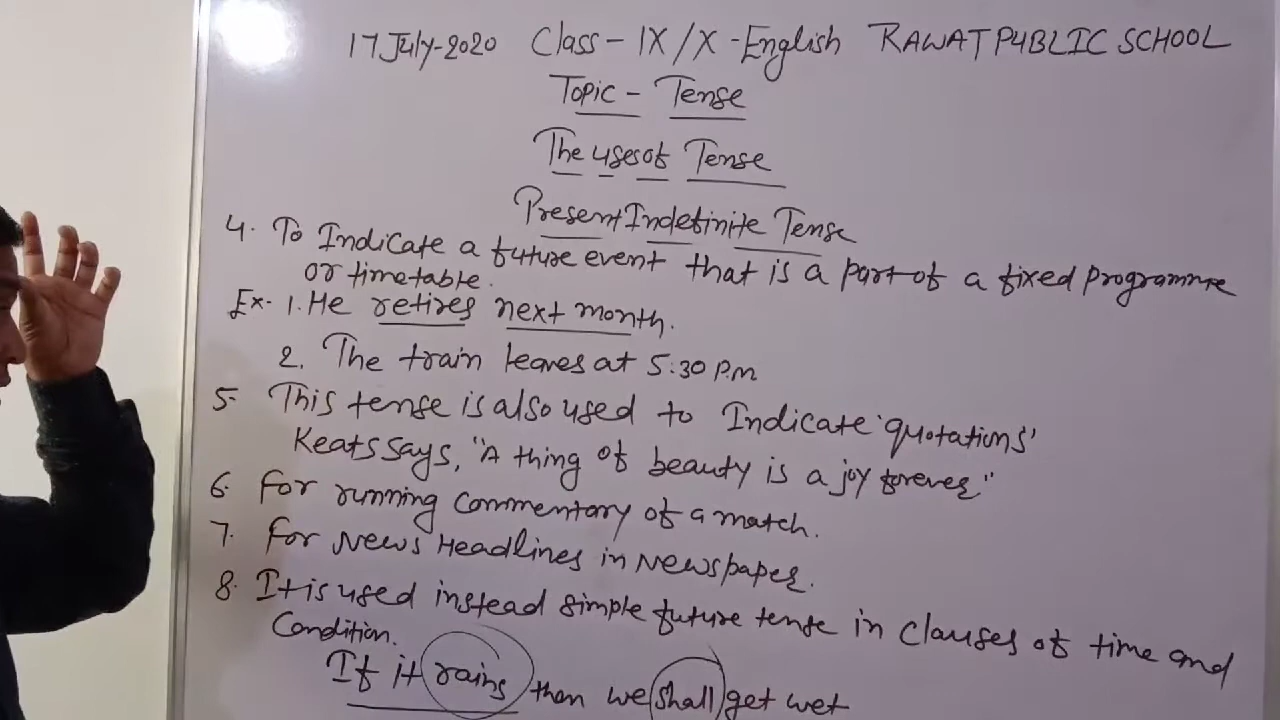 17 July-2020 Class - IX/X - English RAWAT PUBLIC SCHOOL
Topic - Tense
The uses of Tense
Present Indefinite Tense
4. To Indicate a future event that is a part of a fixed programme
or timetable.
Ex- 1. He retires next month.
2. The train leaves at 5:30 P.m
5. This tense is also used to Indicate 'quotations'
Keats says, "A thing of beauty is a joy forever."
6. For running Commentary of a match.
7. For News Headlines in Newspaper.
8. It is used instead simple future tense in clauses of time and
Condition.
If it rains then we shall get wet